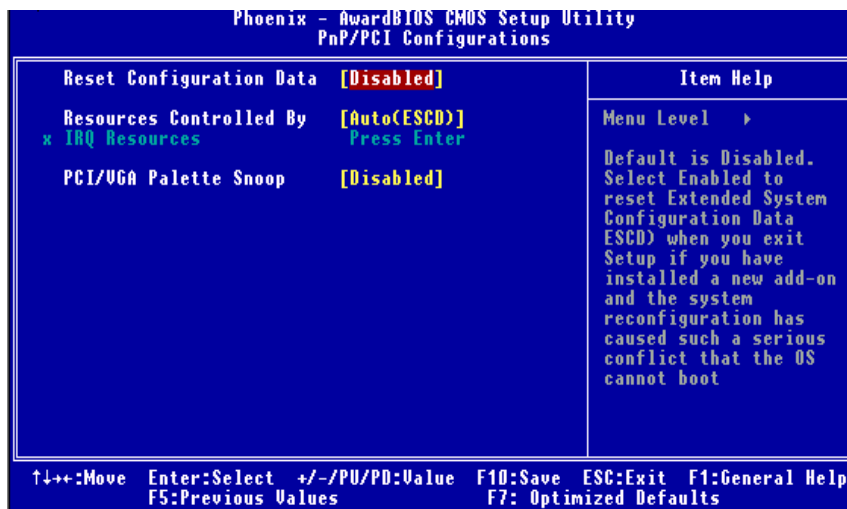 Phoenix - AwardBIOS CMOS Setup Utility
PnP/PCI Configurations
Reset Configuration Data [Disabled]
Resources Controlled By [Auto(ESCD)]
x IRQ Resources Press Enter
PCI/VGA Palette Snoop [Disabled]
Item Help
Menu Level ▸
Default is Disabled.
Select Enabled to
reset Extended System
Configuration Data
ESCD) when you exit
Setup if you have
installed a new add-on
and the system
reconfiguration has
caused such a serious
conflict that the OS
cannot boot
↑↓→←:Move Enter:Select +/-/PU/PD:Value F10:Save ESC:Exit F1:General Help
F5:Previous Values F7: Optimized Defaults